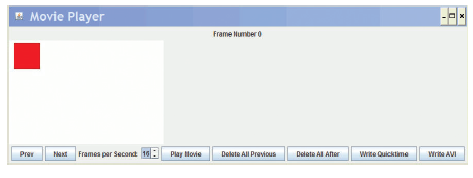 Movie Player
Frame Number 0
Prev Next Frames per Second: 16 Play Movie Delete All Previous Delete All After Write Quicktime Write AVI